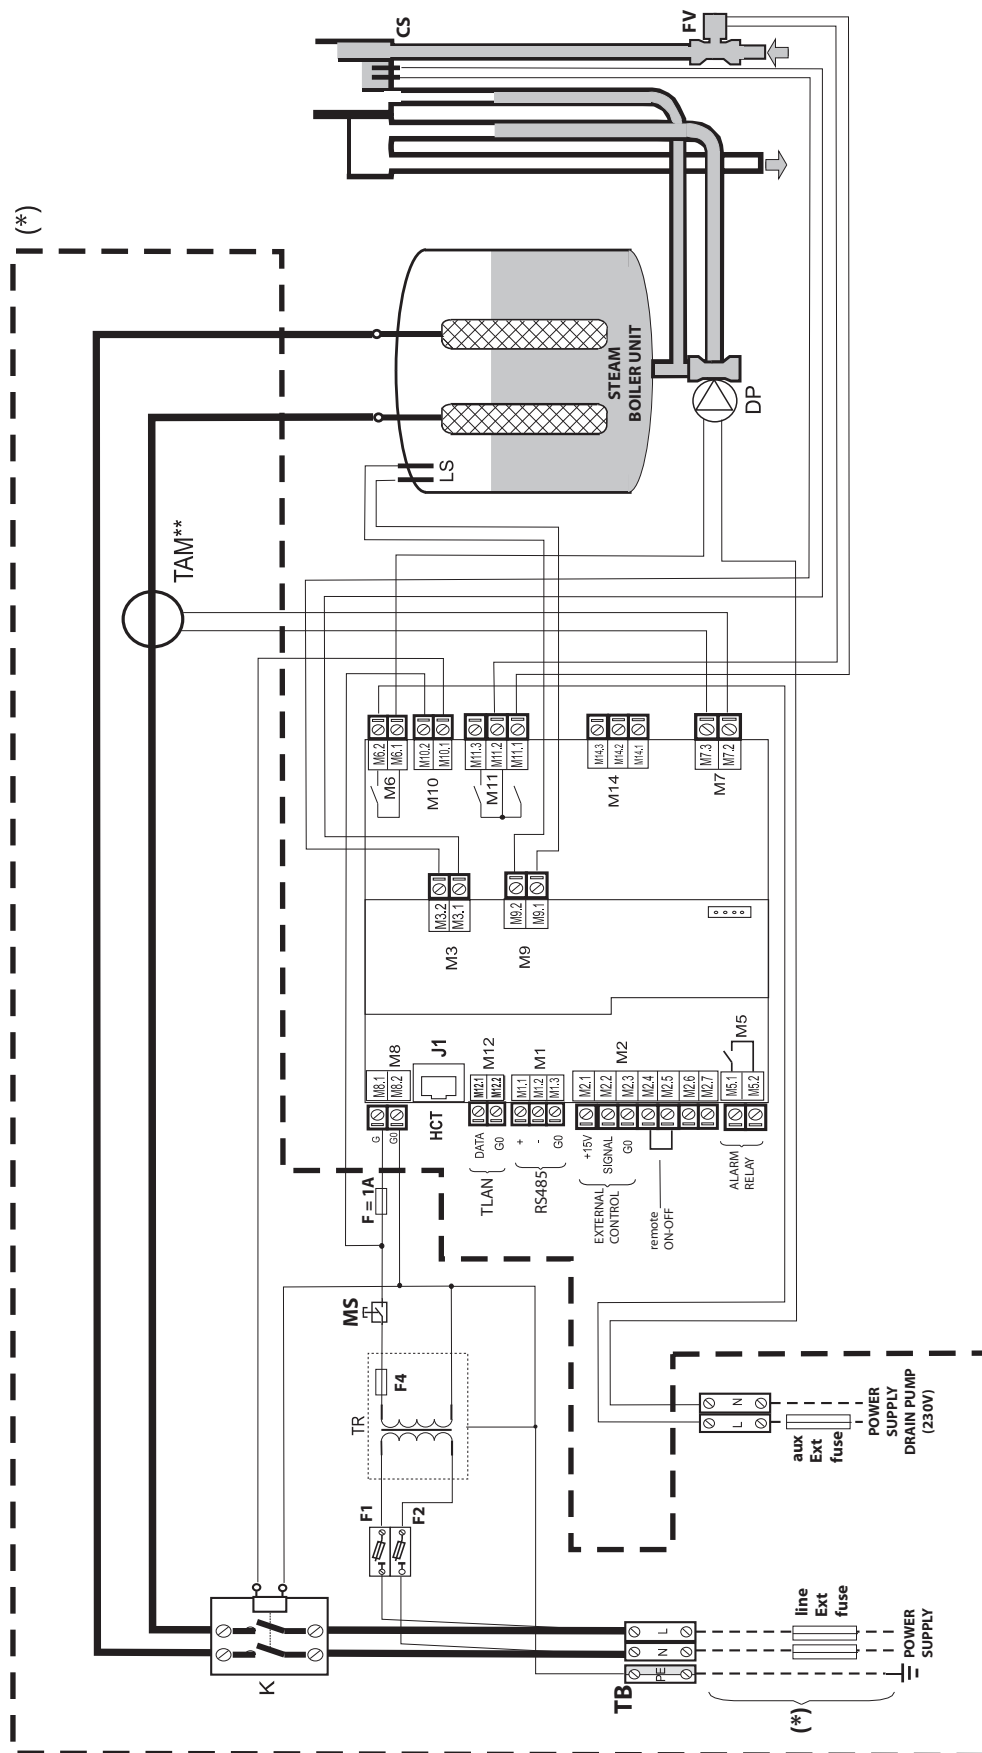 (*)
CS
FV
TAM**
LS
STEAM
BOILER UNIT
DP
M6.2
M6.1
M6
M10.2
M10.1
M10
M11.3
M11.2
M11.1
M11
M14.3
M14.2
M14.1
M14
M7.3
M7.2
M7
M3.2
M3.1
M3
M9.2
M9.1
M9
M8.1
M8.2
M8
G
G0
J1
HCT
M12.1
M12.2
M12
DATA
G0
TLAN
M1.1
M1.2
M1.3
M1
+
-
G0
RS485
M2.1
M2.2
M2.3
M2.4
M2.5
M2.6
M2.7
M2
+15V
SIGNAL
G0
EXTERNAL
CONTROL
remote
ON-OFF
M5.1
M5.2
M5
ALARM
RELAY
F = 1A
MS
F4
TR
F1
F2
K
TB
L
N
PE
line
Ext
fuse
POWER
SUPPLY
(*)
N
L
aux
Ext
fuse
POWER
SUPPLY
DRAIN PUMP
(230V)